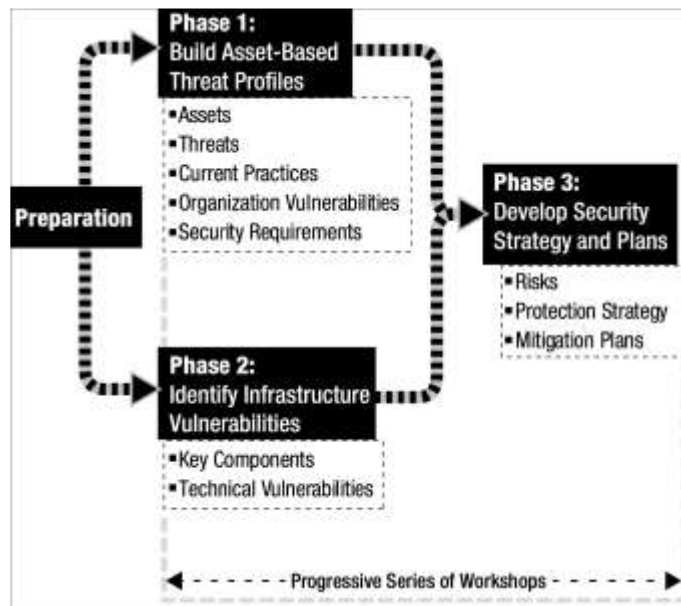 Phase 1:
Build Asset-Based
Threat Profiles
▪Assets
▪Threats
▪Current Practices
▪Organization Vulnerabilities
▪Security Requirements
Preparation
Phase 2:
Identify Infrastructure
Vulnerabilities
▪Key Components
▪Technical Vulnerabilities
Phase 3:
Develop Security
Strategy and Plans
▪Risks
▪Protection Strategy
▪Mitigation Plans
Progressive Series of Workshops